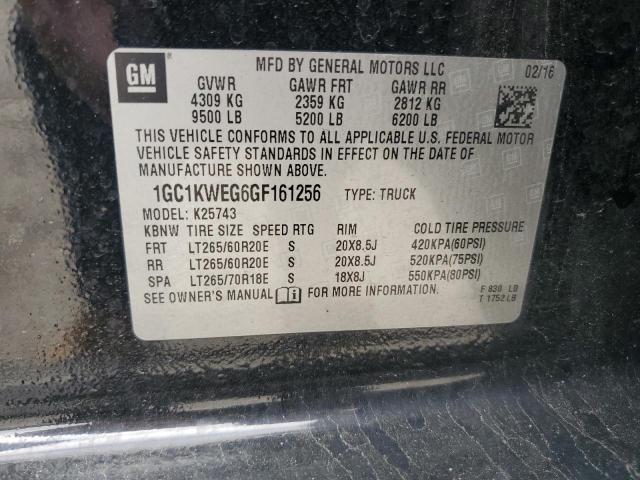 GM
MFD BY GENERAL MOTORS LLC 02/16
GVWR GAWR FRT GAWR RR
4309 KG 2359 KG 2812 KG
9500 LB 5200 LB 6200 LB
THIS VEHICLE CONFORMS TO ALL APPLICABLE U.S. FEDERAL MOTOR
VEHICLE SAFETY STANDARDS IN EFFECT ON THE DATE OF
MANUFACTURE SHOWN ABOVE.
1GC1KWEG6GF161256 TYPE: TRUCK
MODEL: K25743
KBNW TIRE SIZE SPEED RTG RIM COLD TIRE PRESSURE
FRT LT265/60R20E S 20X8.5J 420KPA(60PSI)
RR LT265/60R20E S 20X8.5J 520KPA(75PSI)
SPA LT265/70R18E S 18X8J 550KPA(80PSI)
SEE OWNER'S MANUAL FOR MORE INFORMATION. F 830 LB
T 1752 LB